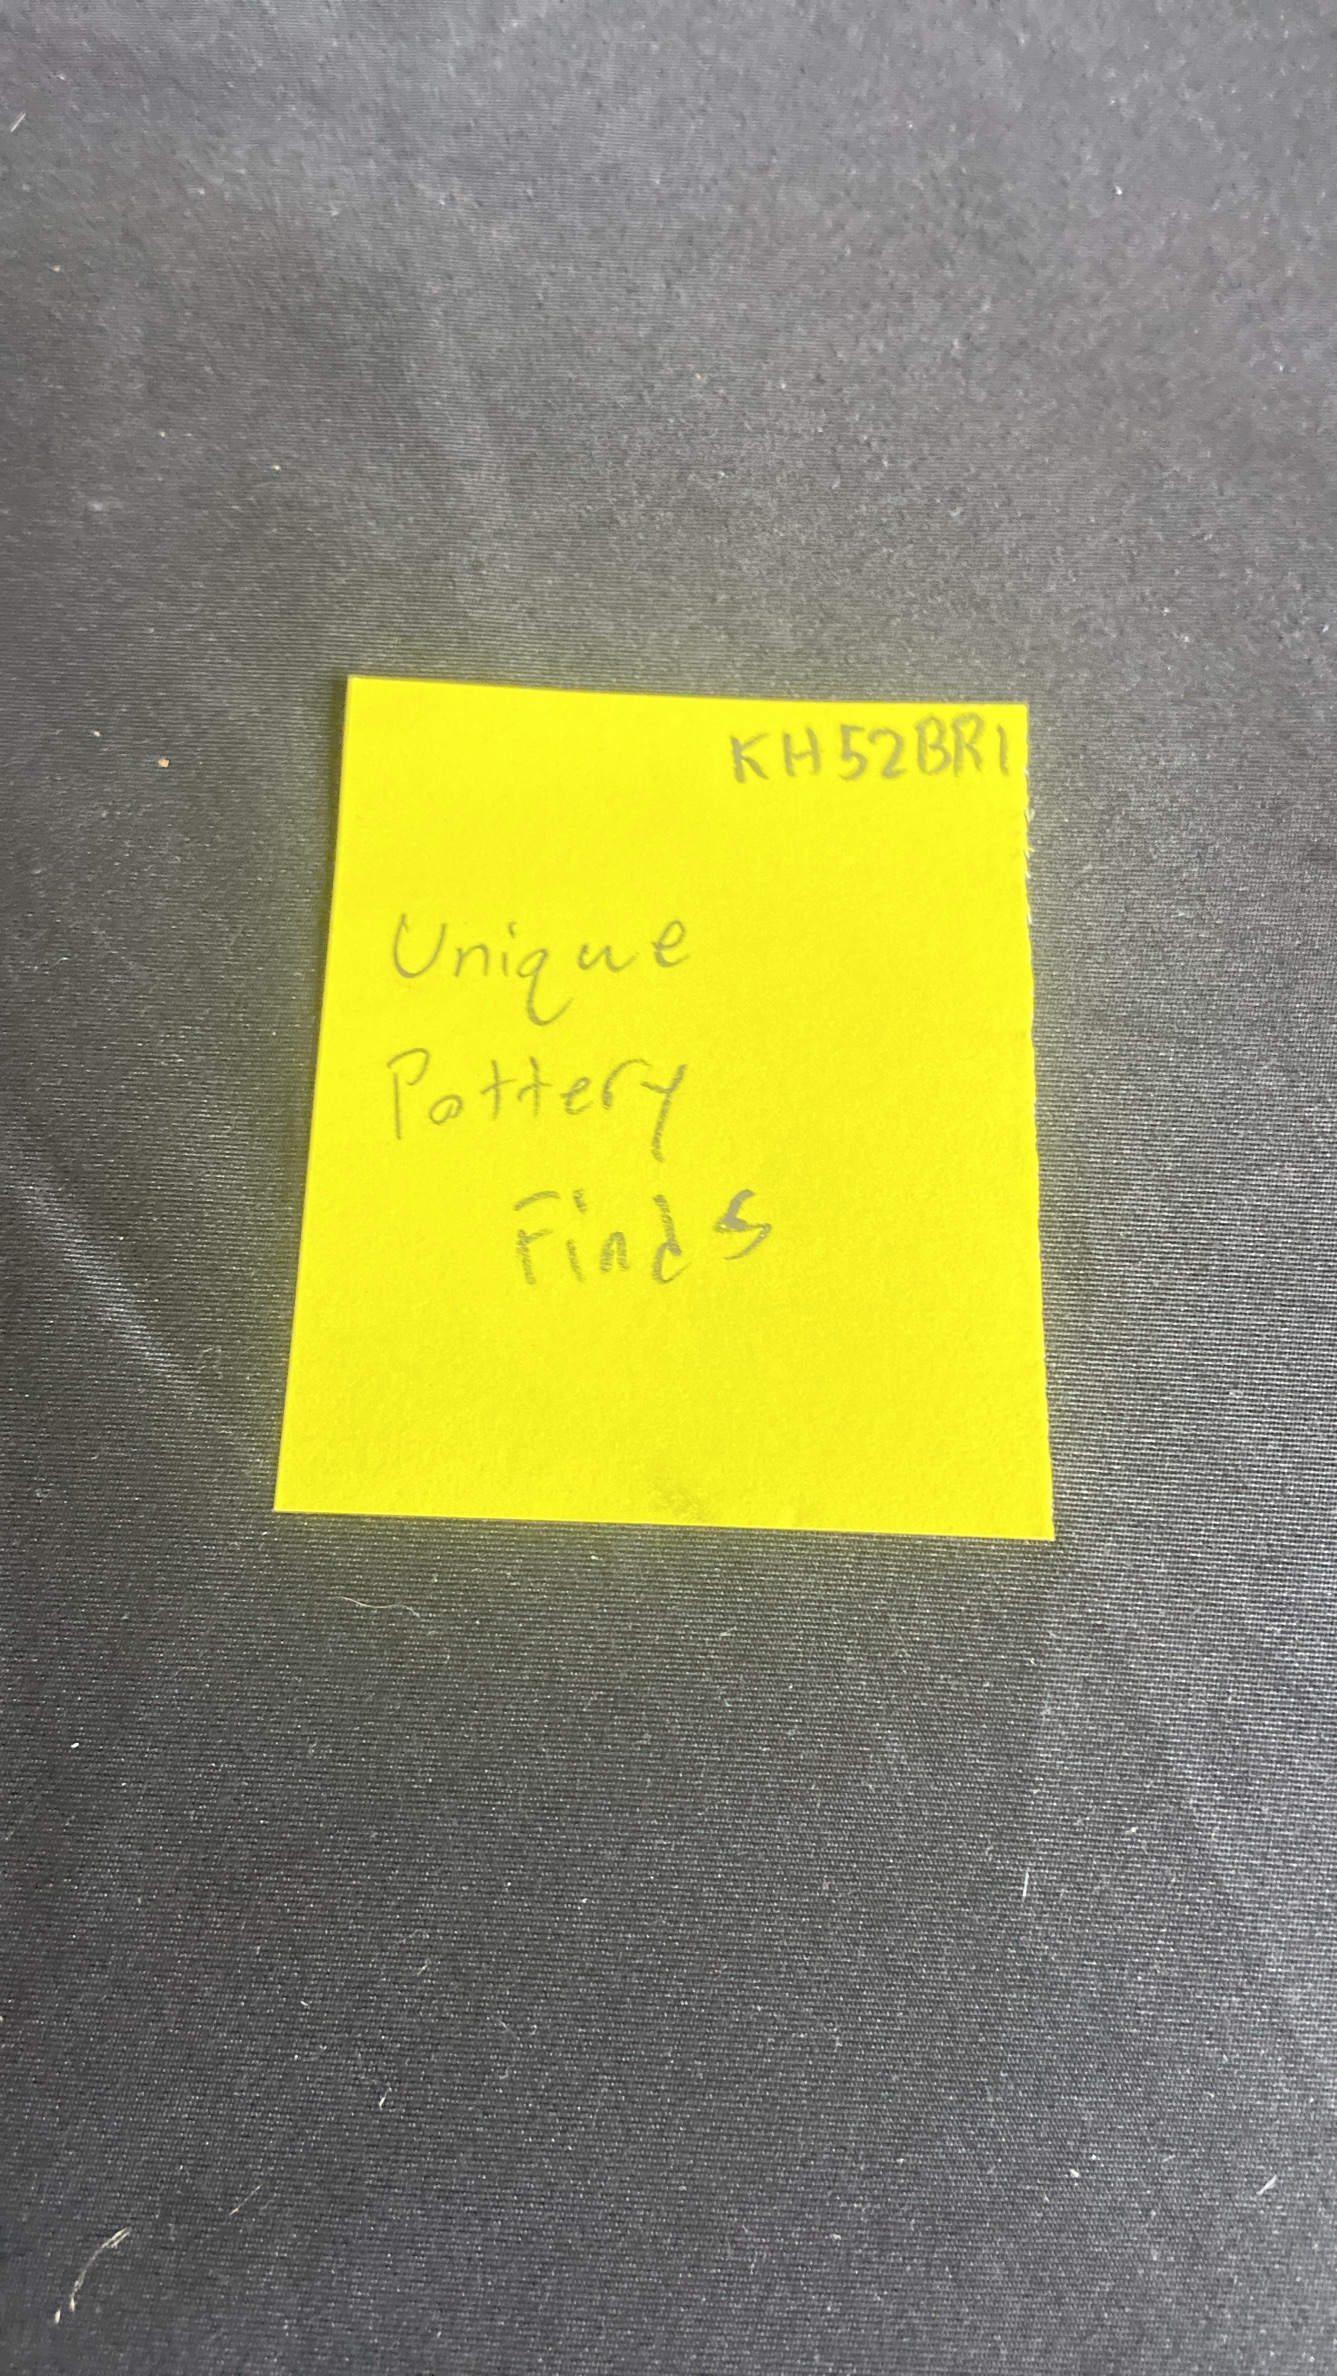 KH52BR1
Unique
Pottery
Finds